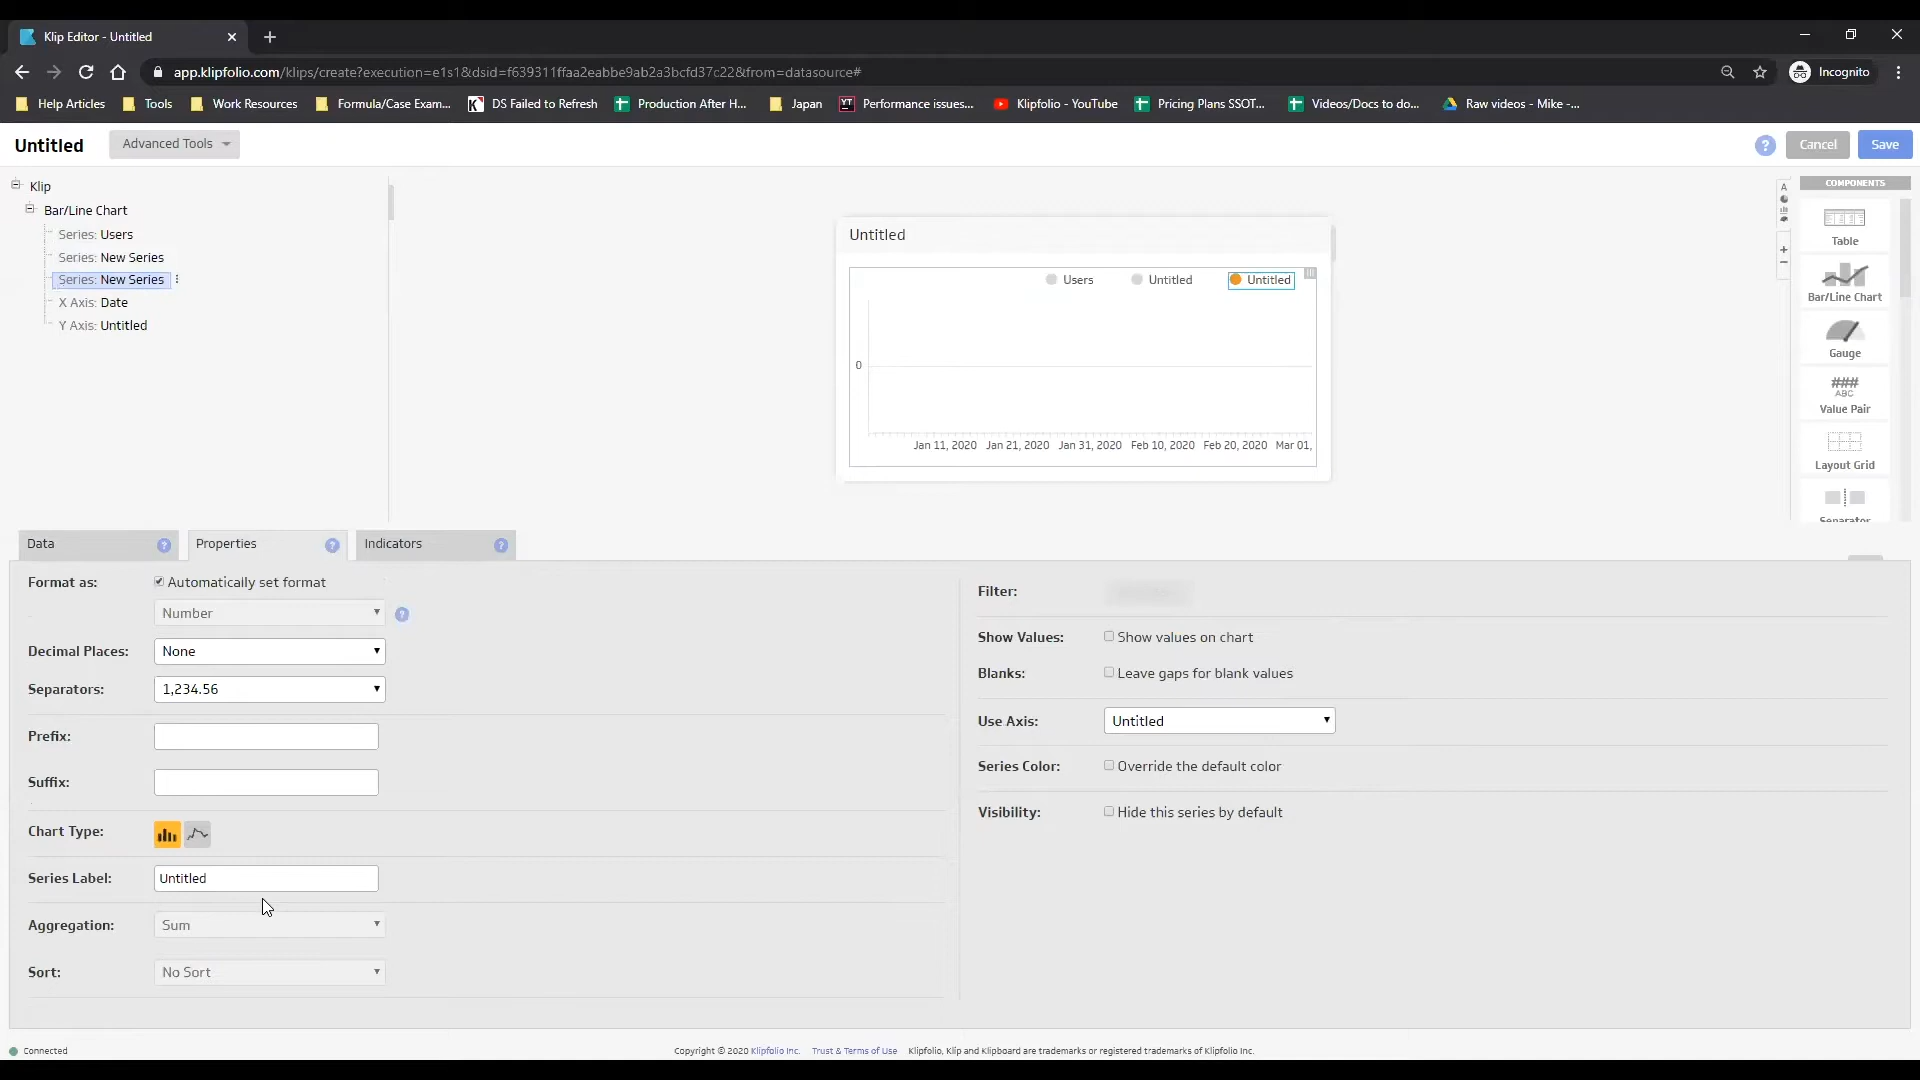 Klip Editor - Untitled
app.klipfolio.com/klips/create?execution=e1s1&dsid=f639311ffaa2eabbe9ab2a3bcfd37c22&from=datasource#
Incognito
Help Articles
Tools
Work Resources
Formula/Case Exam...
DS Failed to Refresh
Production After H...
Japan
YT
Performance issues...
Klipfolio - YouTube
Pricing Plans SSOT...
Videos/Docs to do...
Raw videos - Mike -...
Untitled
Advanced Tools
?
Cancel
Save
Klip
Bar/Line Chart
Series: Users
Series: New Series
Series: New Series
X Axis: Date
Y Axis: Untitled
Untitled
Users
Untitled
Untitled
0
Jan 11, 2020
Jan 21, 2020
Jan 31, 2020
Feb 10, 2020
Feb 20, 2020
Mar 01,
A
COMPONENTS
Table
Bar/Line Chart
Gauge
###
ABC
Value Pair
Layout Grid
Separator
Data
?
Properties
?
Indicators
?
Format as:
Automatically set format
Number
?
Decimal Places:
None
Separators:
1,234.56
Prefix:
Suffix:
Chart Type:
Series Label:
Untitled
Aggregation:
Sum
Sort:
No Sort
Filter:
Show Values:
Show values on chart
Blanks:
Leave gaps for blank values
Use Axis:
Untitled
Series Color:
Override the default color
Visibility:
Hide this series by default
Connected
Copyright © 2020 Klipfolio Inc.
Trust & Terms of Use
Klipfolio, Klip and Klipboard are trademarks or registered trademarks of Klipfolio Inc.